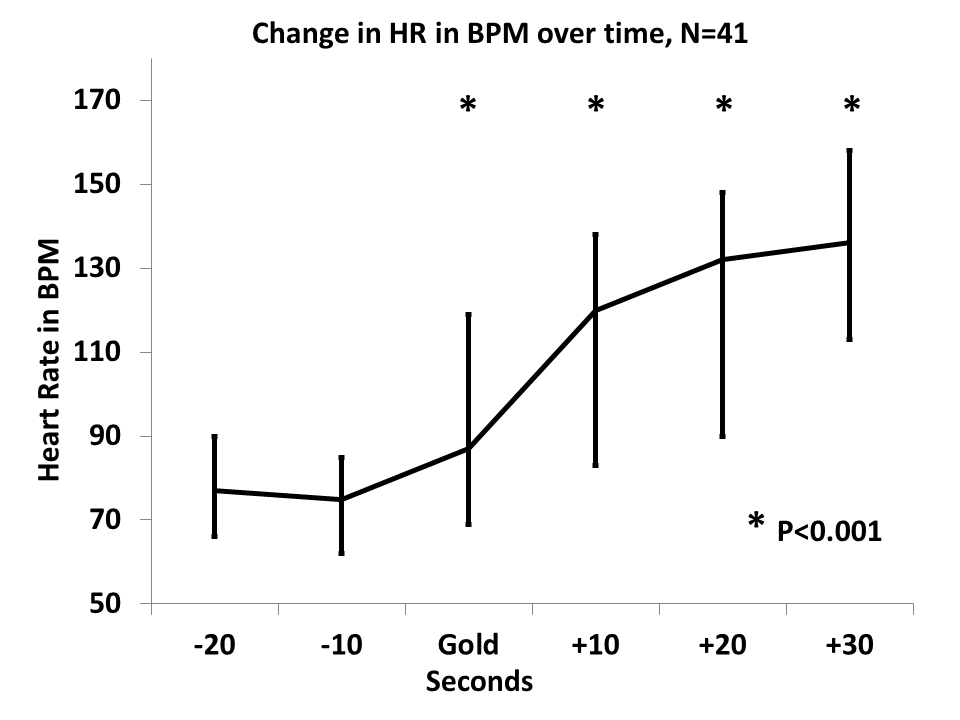 Change in HR in BPM over time, N=41
170
150
130
110
90
70
50
Heart Rate in BPM
* * * *
* P<0.001
-20 -10 Gold +10 +20 +30
Seconds